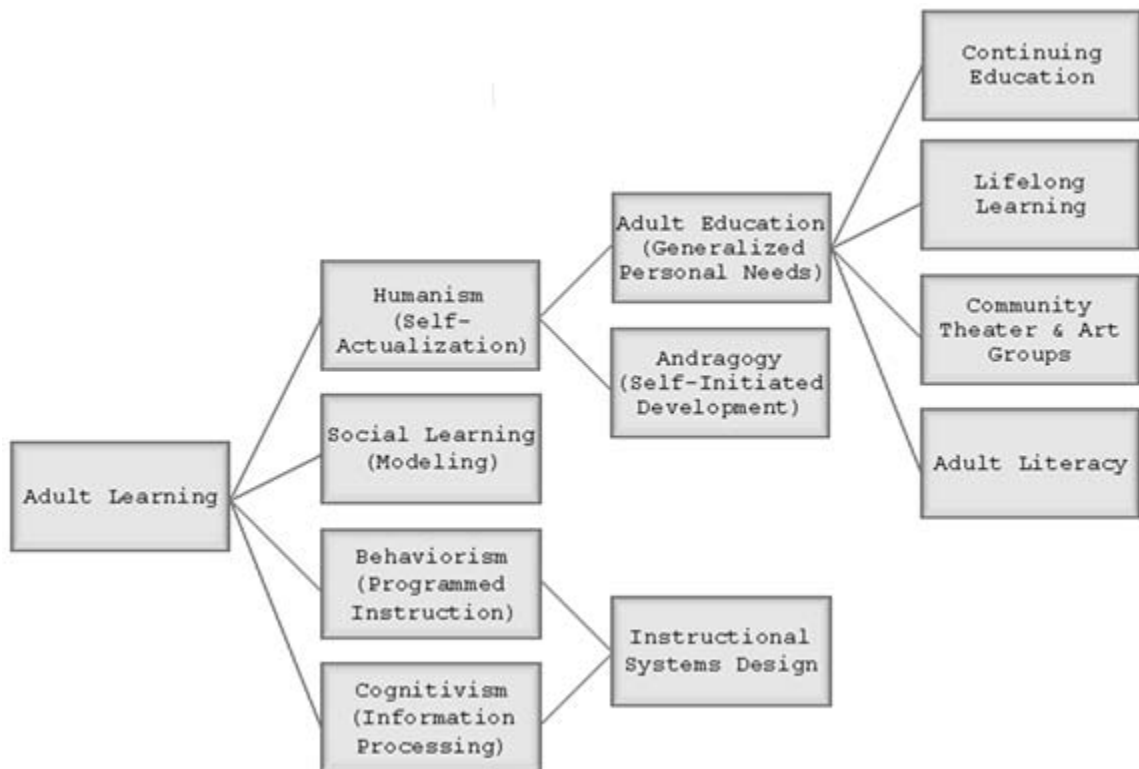 Continuing
Education
Lifelong
Learning
Adult Education
(Generalized
Personal Needs)
Humanism
(Self-
Actualization)
Community
Theater & Art
Groups
Andragogy
(Self-Initiated
Development)
Social Learning
(Modeling)
Adult Literacy
Adult Learning
Behaviorism
(Programmed
Instruction)
Instructional
Systems Design
Cognitivism
(Information
Processing)